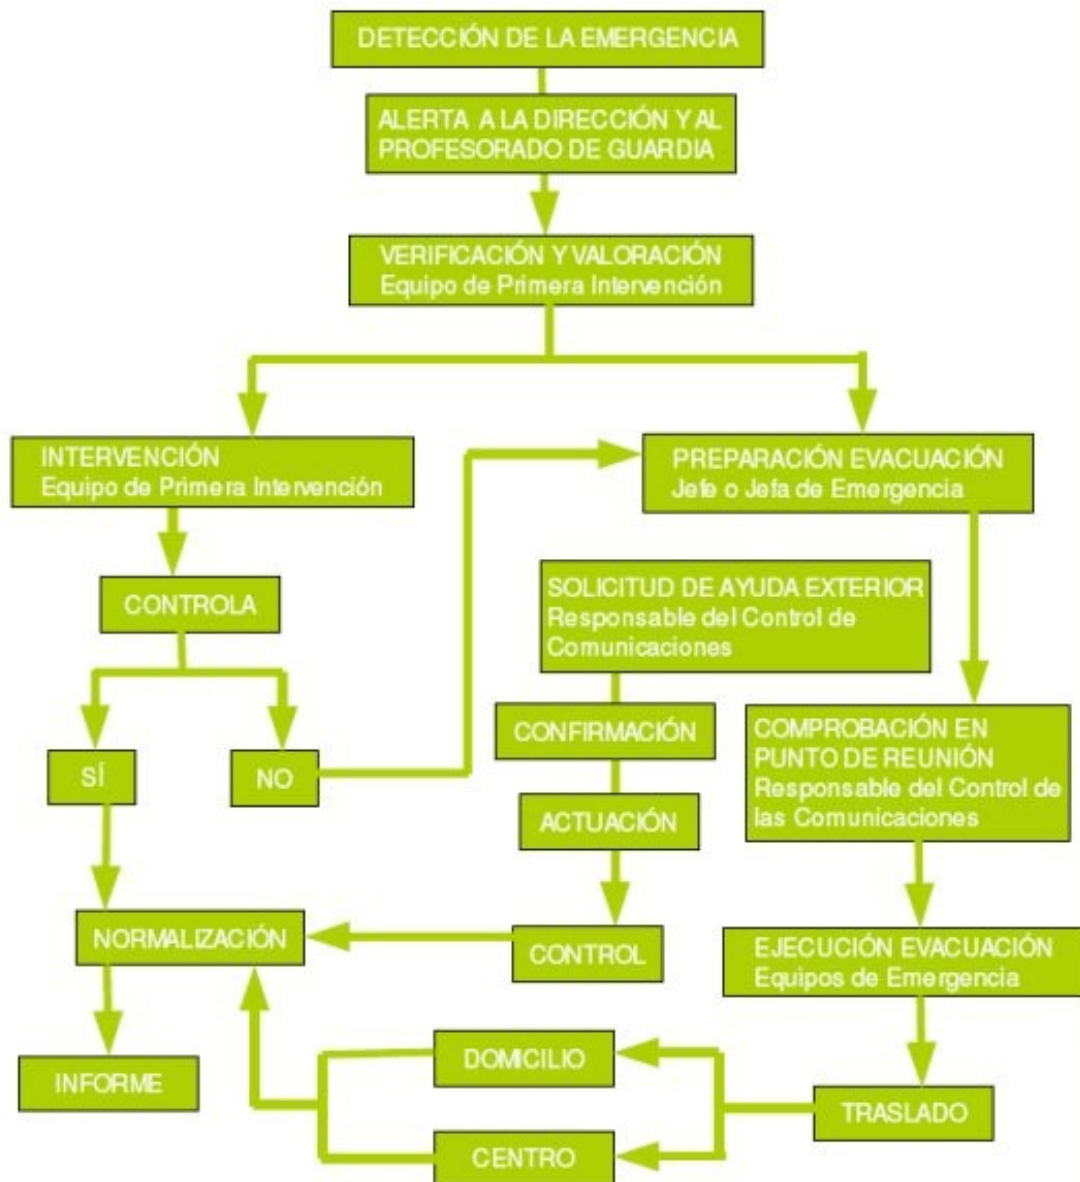 DETECCIÓN DE LA EMERGENCIA
ALERTA A LA DIRECCIÓN Y AL
PROFESORADO DE GUARDIA
VERIFICACIÓN Y VALORACIÓN
Equipo de Primera Intervención
INTERVENCIÓN
Equipo de Primera Intervención
PREPARACIÓN EVACUACIÓN
Jefe o Jefa de Emergencia
CONTROLA
SOLICITUD DE AYUDA EXTERIOR
Responsable del Control de
Comunicaciones
SÍ
NO
CONFIRMACIÓN
COMPROBACIÓN EN
PUNTO DE REUNIÓN
Responsable del Control de
las Comunicaciones
ACTUACIÓN
NORMALIZACIÓN
CONTROL
EJECUCIÓN EVACUACIÓN
Equipos de Emergencia
INFORME
DOMICILIO
TRASLADO
CENTRO